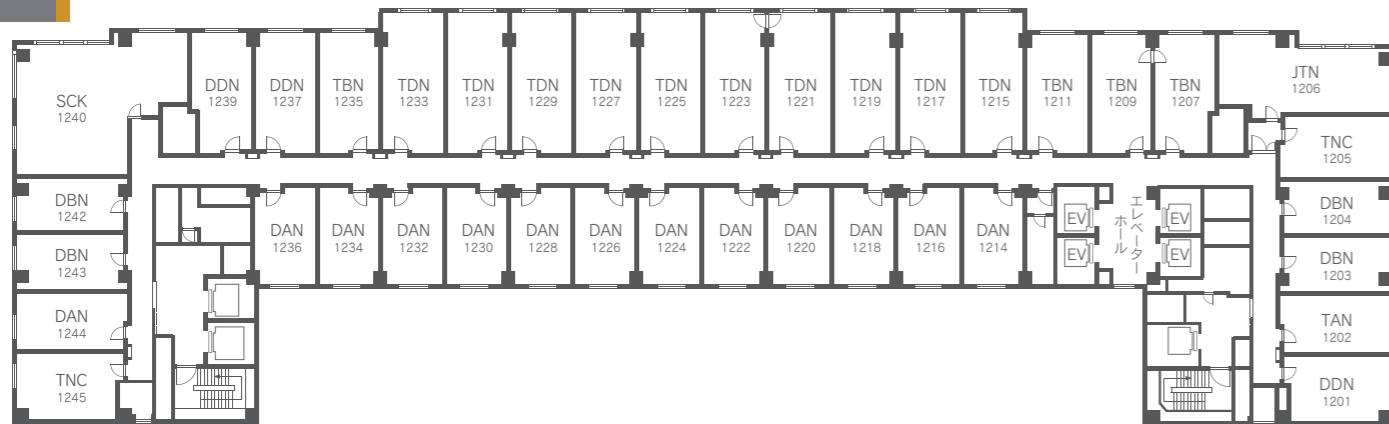 SCK
1240
DDN
1239
DDN
1237
TBN
1235
TDN
1233
TDN
1231
TDN
1229
TDN
1227
TDN
1225
TDN
1223
TDN
1221
TDN
1219
TDN
1217
TDN
1215
TBN
1211
TBN
1209
TBN
1207
JTN
1206
TNC
1205
DBN
1242
DBN
1243
DAN
1244
TNC
1245
DAN
1236
DAN
1234
DAN
1232
DAN
1230
DAN
1228
DAN
1226
DAN
1224
DAN
1222
DAN
1220
DAN
1218
DAN
1216
DAN
1214
EV
EV
エレベーター
ホール
EV
EV
DBN
1204
DBN
1203
TAN
1202
DDN
1201